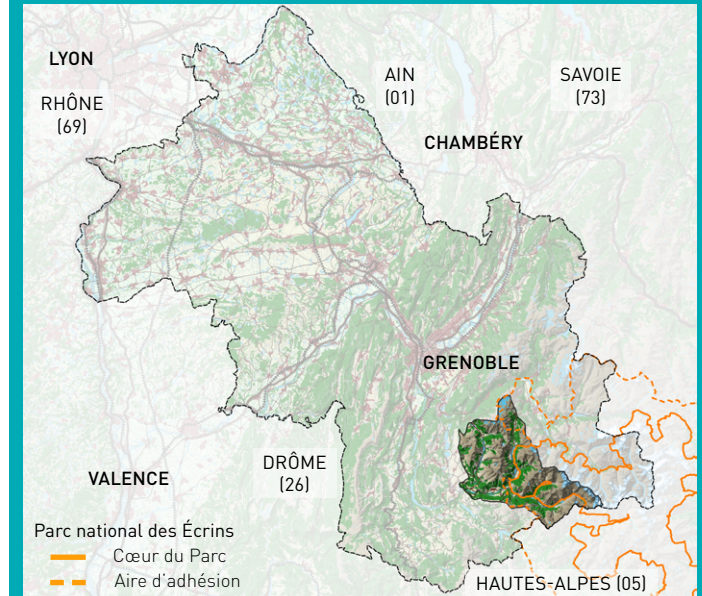 LYON
RHÔNE
(69)
AIN
(01)
SAVOIE
(73)
CHAMBÉRY
GRENOBLE
VALENCE
DRÔME
(26)
Parc national des Écrins
Cœur du Parc
Aire d'adhésion
HAUTES-ALPES (05)